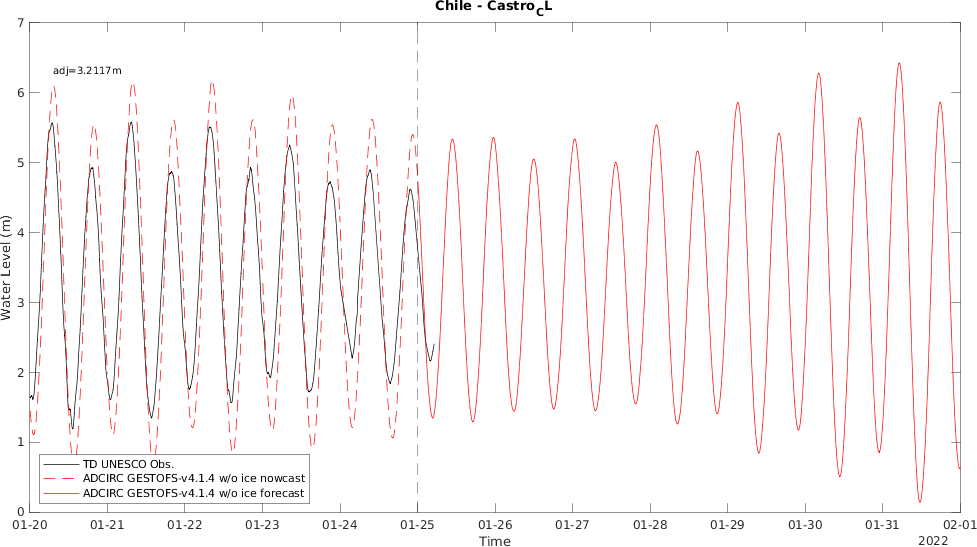 Chile - Castro_CL
7
adj=3.2117m
6
5
4
Water Level (m)
3
2
1
TD UNESCO Obs.
ADCIRC GESTOFS-v4.1.4 w/o ice nowcast
ADCIRC GESTOFS-v4.1.4 w/o ice forecast
0
01-20 01-21 01-22 01-23 01-24 01-25 01-26 01-27 01-28 01-29 01-30 01-31 02-01
Time
2022